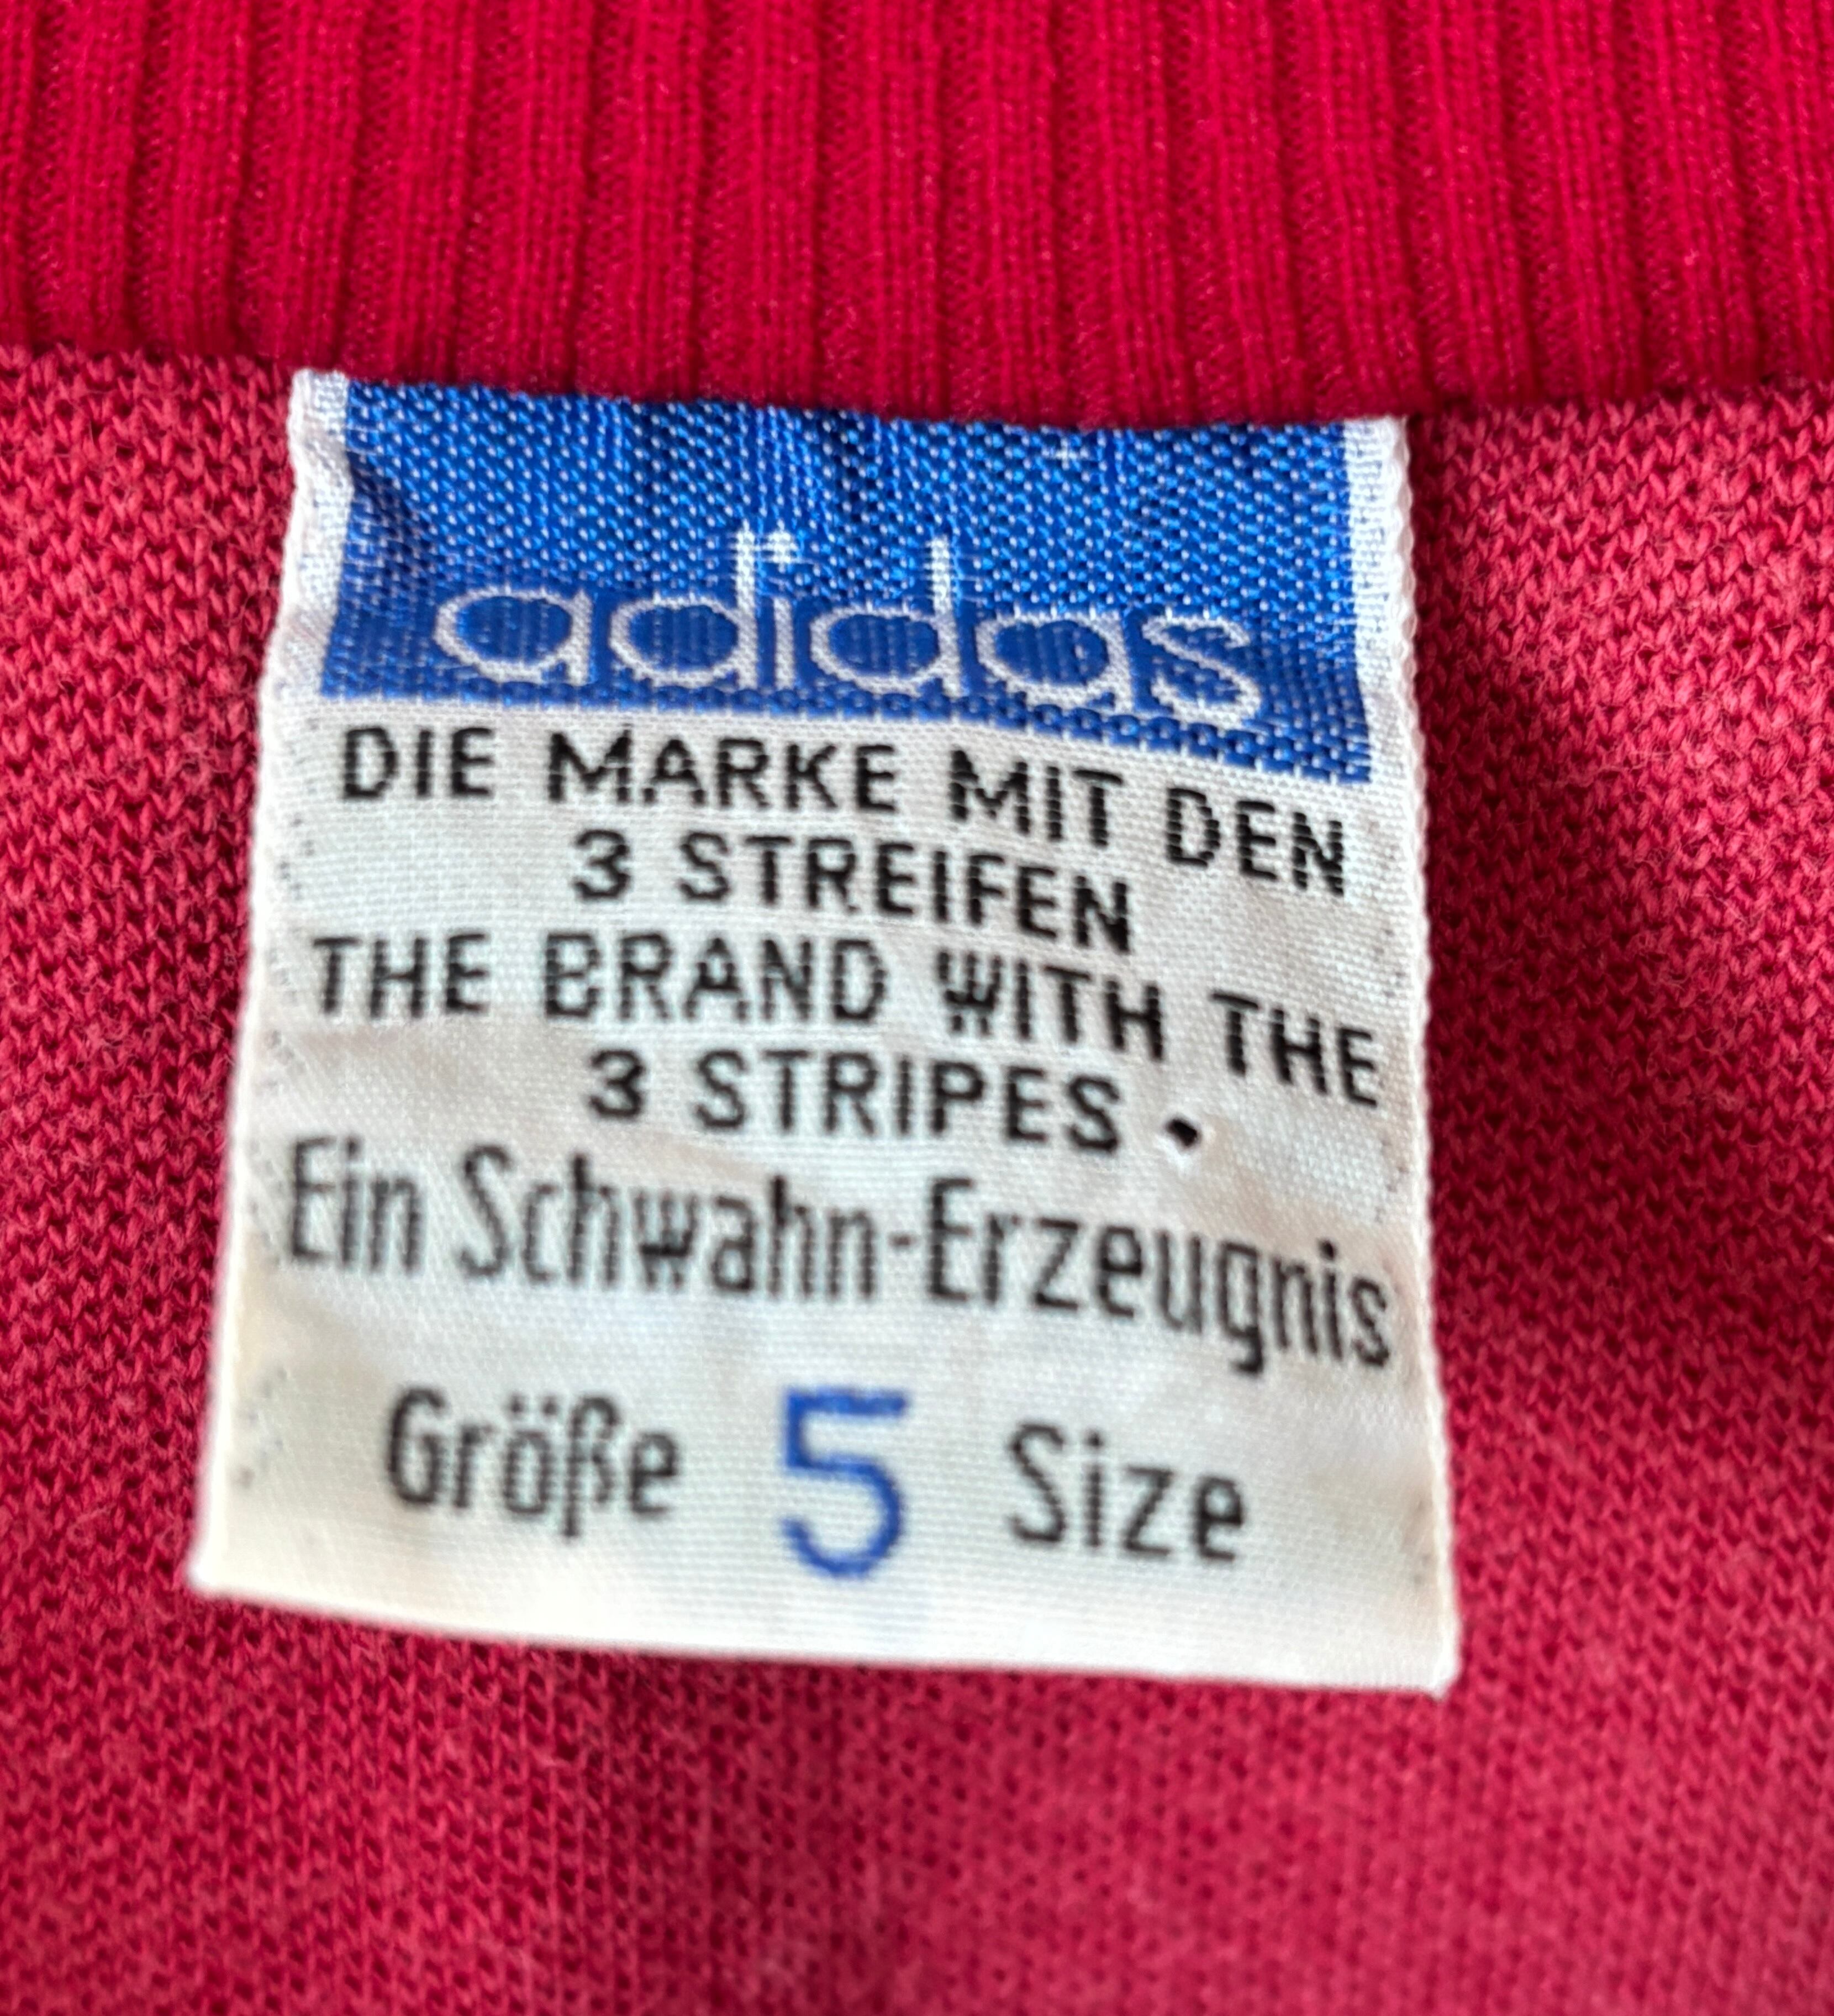 adidas
DIE MARKE MIT DEN
3 STREIFEN
THE BRAND WITH THE
3 STRIPES •
Ein Schwahn-Erzeugnis
Größe 5 Size